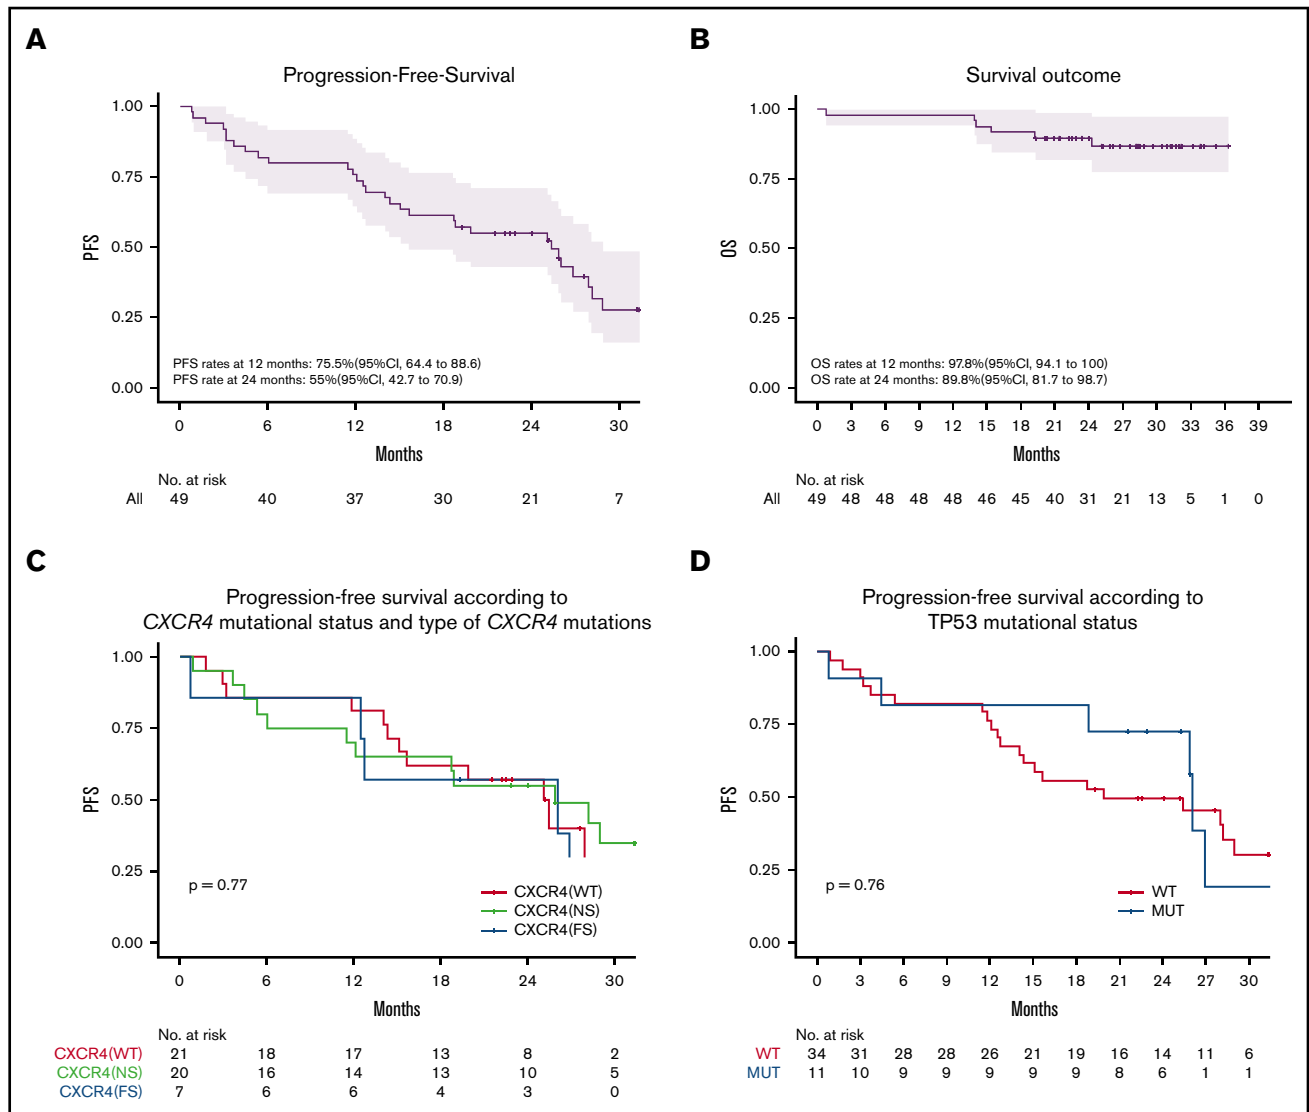 A
Progression-Free-Survival
1.00
0.75
0.50
0.25
0.00
PFS
PFS rates at 12 months: 75.5%(95%CI, 64.4 to 88.6)
PFS rate at 24 months: 55%(95%CI, 42.7 to 70.9)
0 6 12 18 24 30
Months
No. at risk
All 49 40 37 30 21 7
B
Survival outcome
1.00
0.75
0.50
0.25
0.00
OS
OS rates at 12 months: 97.8%(95%CI, 94.1 to 100)
OS rate at 24 months: 89.8%(95%CI, 81.7 to 98.7)
0 3 6 9 12 15 18 21 24 27 30 33 36 39
Months
No. at risk
All 49 48 48 48 48 46 45 40 31 21 13 5 1 0
C
Progression-free survival according to
CXCR4 mutational status and type of CXCR4 mutations
1.00
0.75
0.50
0.25
0.00
PFS
p = 0.77
CXCR4(WT)
CXCR4(NS)
CXCR4(FS)
0 6 12 18 24 30
Months
No. at risk
CXCR4(WT) 21 18 17 13 8 2
CXCR4(NS) 20 16 14 13 10 5
CXCR4(FS) 7 6 6 4 3 0
D
Progression-free survival according to
TP53 mutational status
1.00
0.75
0.50
0.25
0.00
PFS
p = 0.76
WT
MUT
0 3 6 9 12 15 18 21 24 27 30
Months
No. at risk
WT 34 31 28 28 26 21 19 16 14 11 6
MUT 11 10 9 9 9 9 9 8 6 1 1